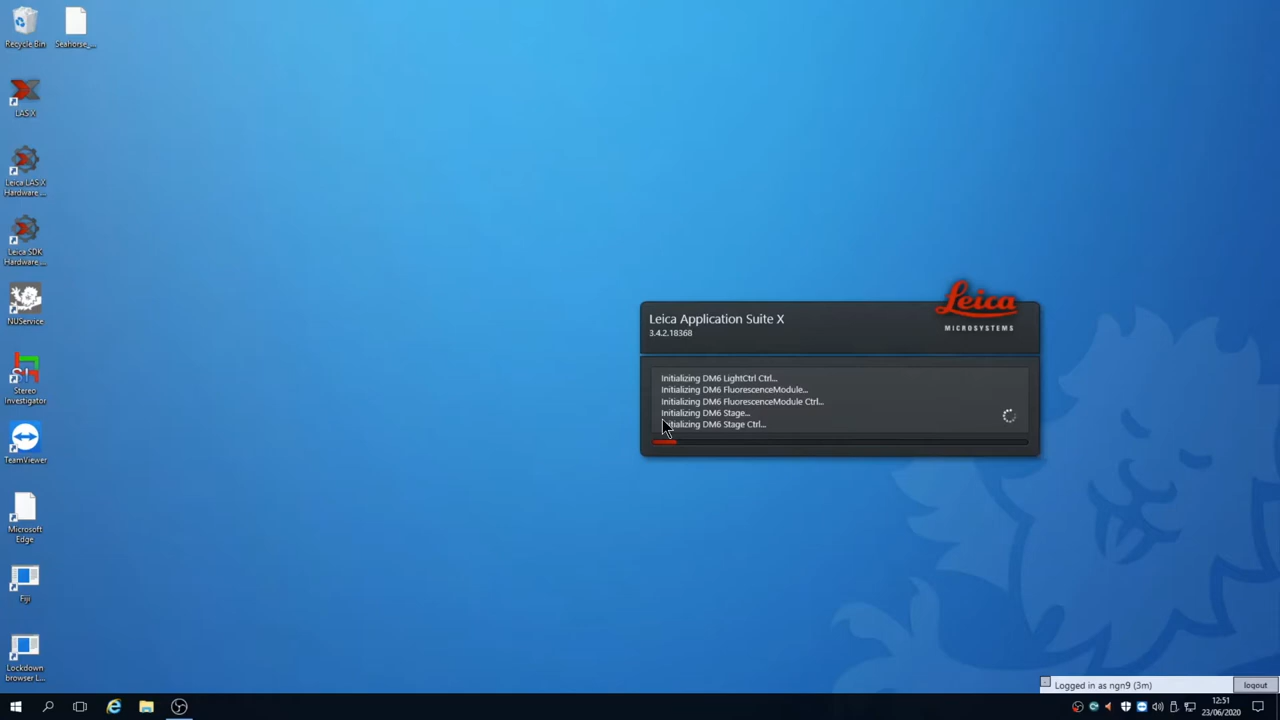 Recycle Bin
Seahorse_...
LAS X
Leica LAS X
Hardware ...
Leica SDK
Hardware ...
NUService
Stereo
Investigator
TeamViewer
Microsoft
Edge
Fiji
Lockdown
browser L...
Leica
MICROSYSTEMS
Leica Application Suite X
3.4.2.18368
Initializing DM6 LightCtrl Ctrl...
Initializing DM6 FluorescenceModule...
Initializing DM6 FluorescenceModule Ctrl...
Initializing DM6 Stage...
Initializing DM6 Stage Ctrl...
Logged in as ngn9 (3m)
logout
12:51
23/06/2020